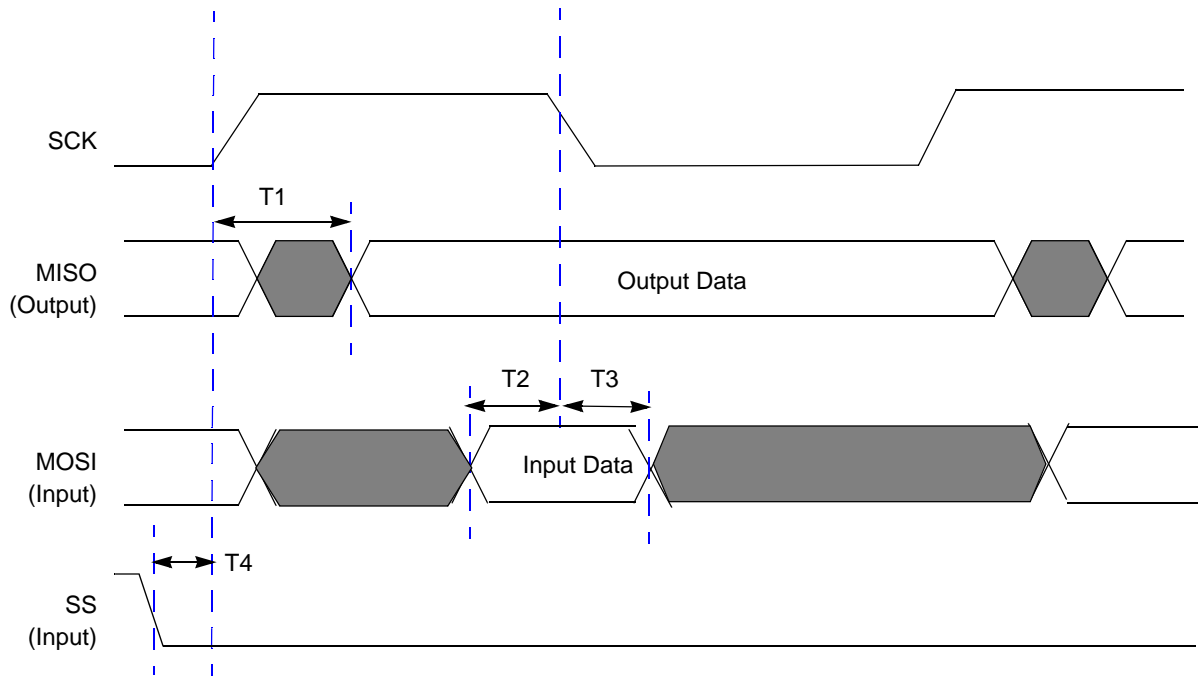 SCK
T1
MISO
(Output)
Output Data
T2
T3
MOSI
(Input)
Input Data
T4
SS
(Input)